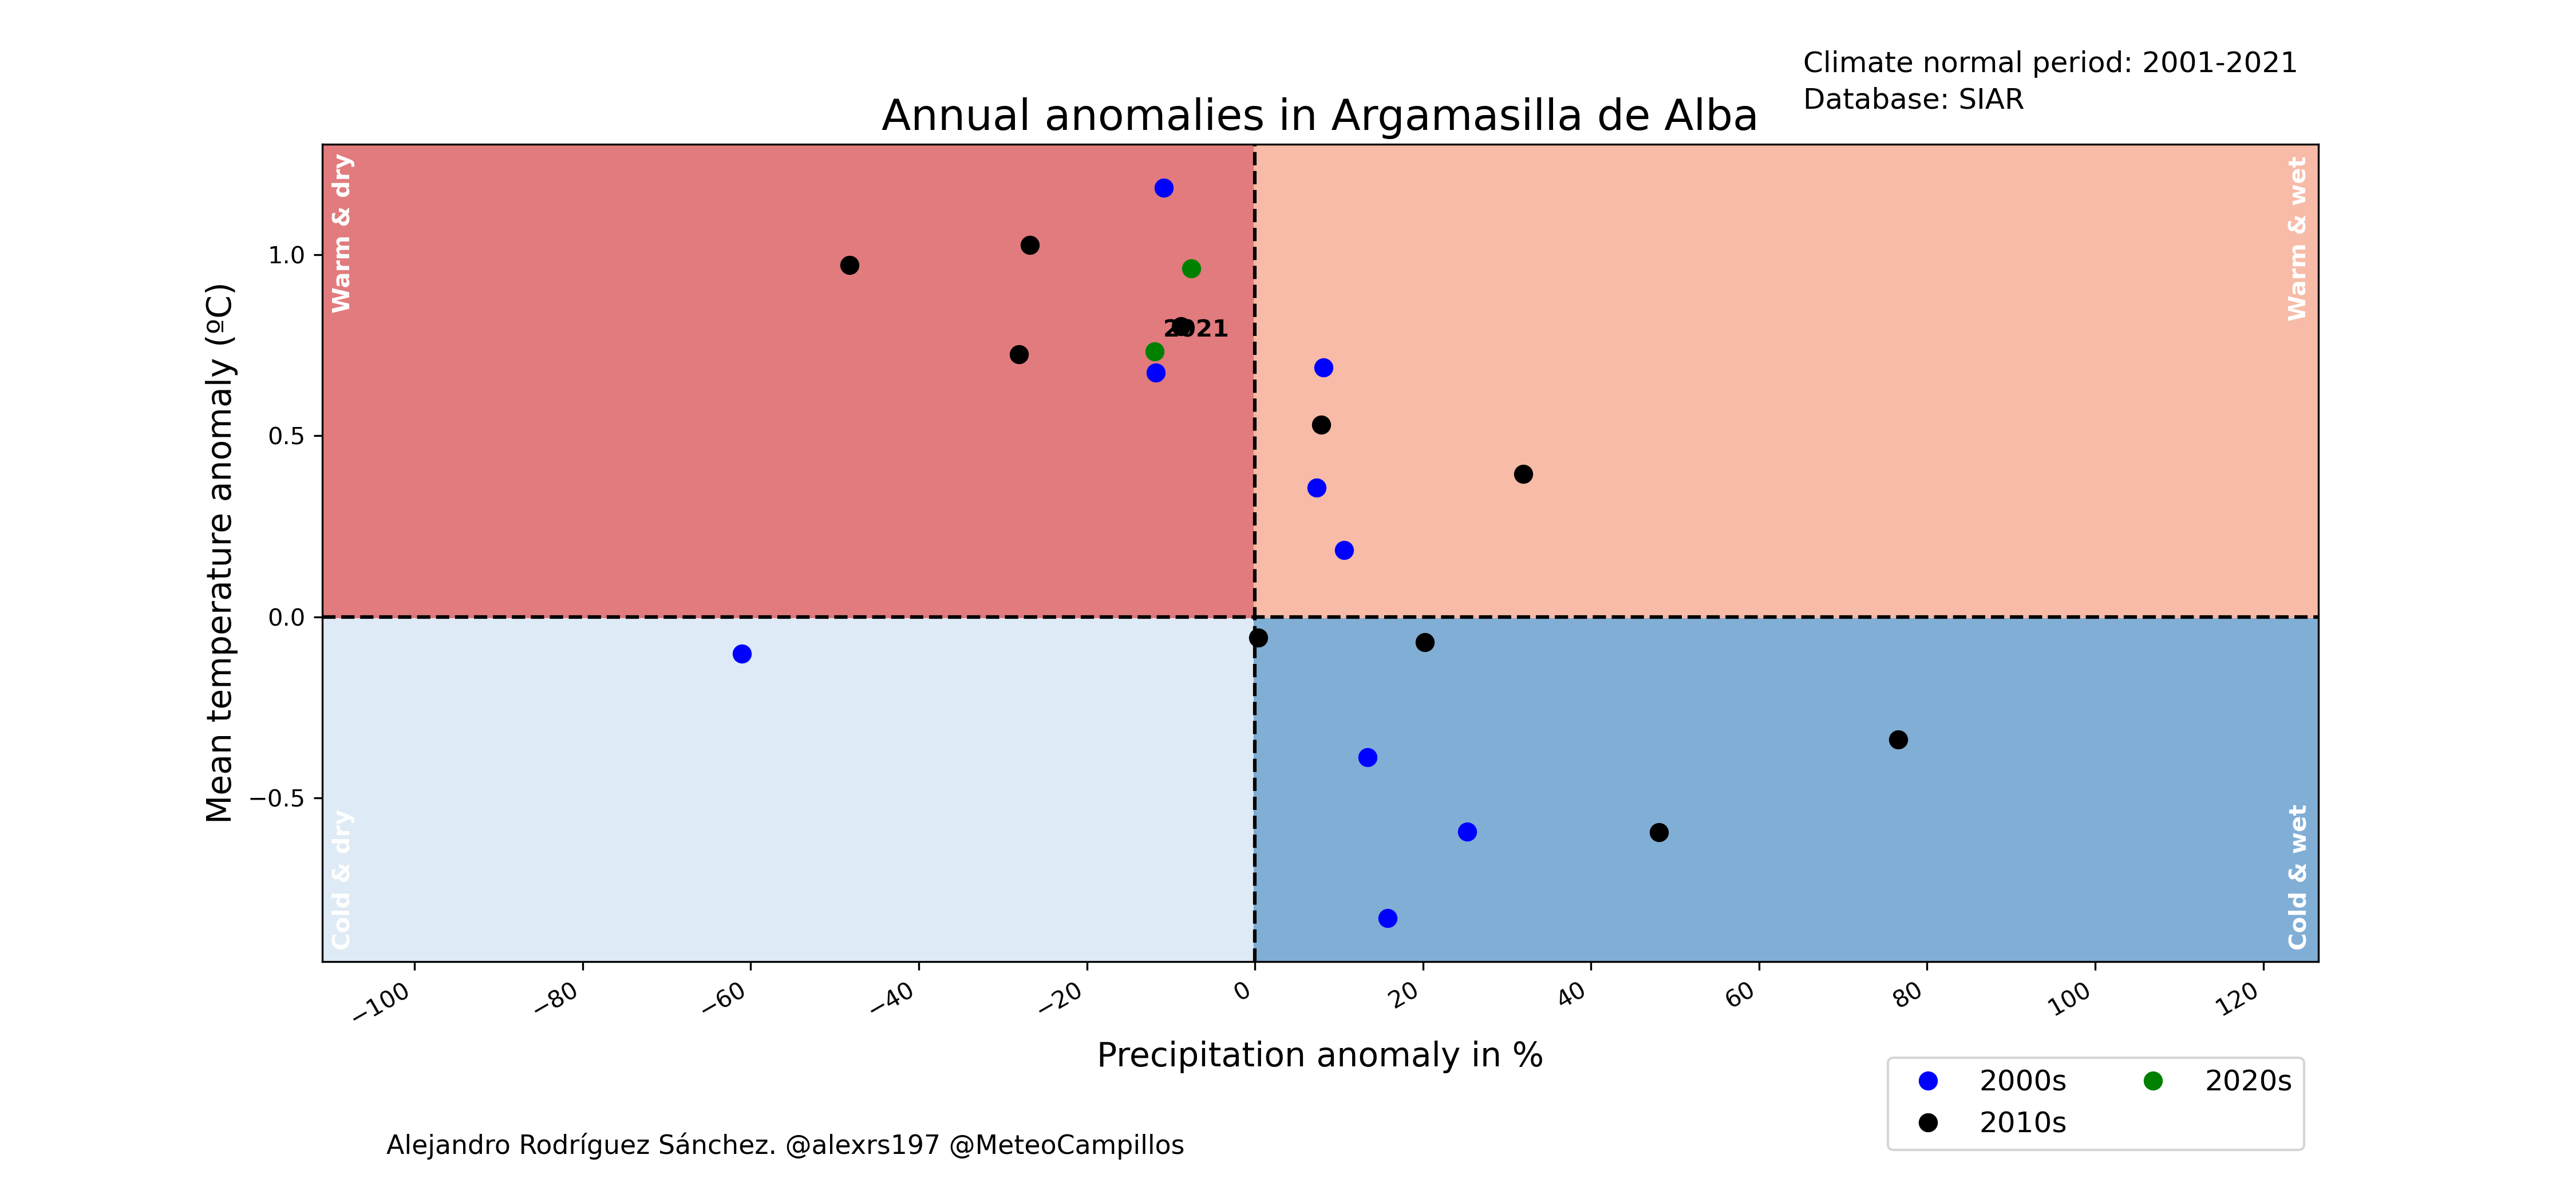 Climate normal period: 2001-2021
Database: SIAR
Annual anomalies in Argamasilla de Alba
Warm & dry
Warm & wet
Cold & dry
Cold & wet
2021
Mean temperature anomaly (ºC)
1.0
0.5
0.0
−0.5
−100
−80
−60
−40
−20
0
20
40
60
80
100
120
Precipitation anomaly in %
2000s
2010s
2020s
Alejandro Rodríguez Sánchez. @alexrs197 @MeteoCampillos